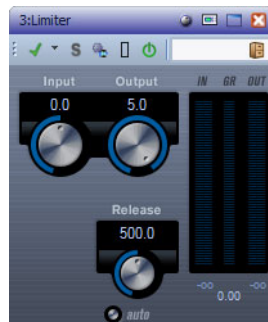 3:Limiter
S
Input Output IN GR OUT
0.0 5.0
Release
500.0
-oo -oo
0.00
auto